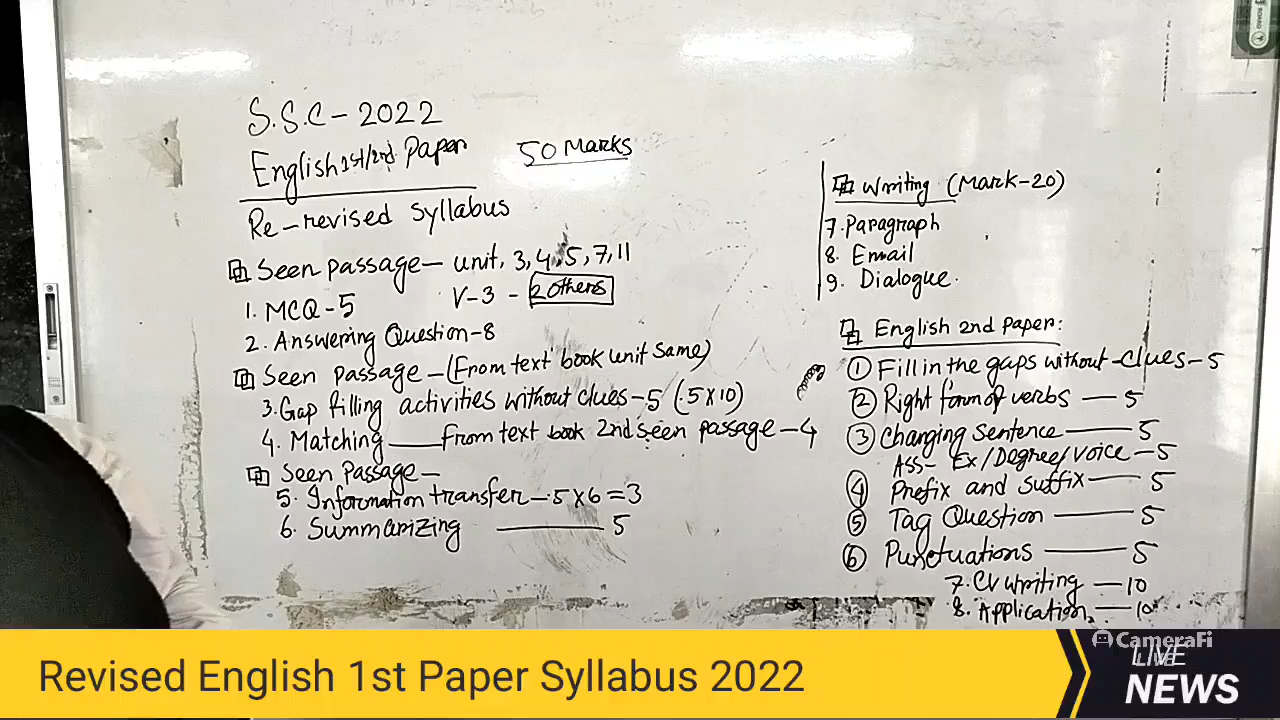 S.S.C - 2022
English 1st/2nd Paper
50 Marks
Re-revised Syllabus
Seen passage - unit, 3, 4, 5, 7, 11
1. MCQ - 5
V-3 - 2 others
2. Answering Question - 8
Seen passage - (From text book unit same)
3. Gap filling activities without clues - 5 (.5 x 10)
4. Matching — From text book 2nd seen passage - 4
Seen Passage -
5. Information transfer - .5 x 6 = 3
6. Summarizing — 5
Writing (Mark-20)
7. Paragraph
8. Email
9. Dialogue.
English 2nd Paper:
1 Fill in the gaps without - clues - 5
2 Right form of verbs — 5
3 Changing Sentence — 5
Ass- Ex/Degree/Voice - 5
4 Prefix and suffix — 5
5 Tag Question — 5
6 Punctuations — 5
7. CV writing — 10
8. Application, — 10
Revised English 1st Paper Syllabus 2022
CameraFi
LIVE
LIVE
NEWS